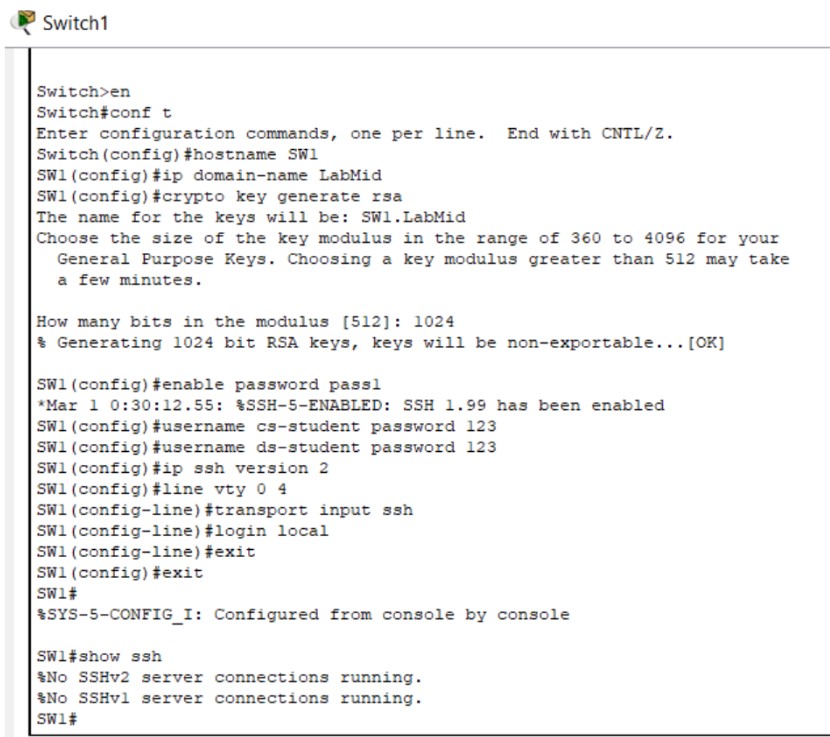 Switch1
Switch>en
Switch#conf t
Enter configuration commands, one per line.  End with CNTL/Z.
Switch(config)#hostname SW1
SW1(config)#ip domain-name LabMid
SW1(config)#crypto key generate rsa
The name for the keys will be: SW1.LabMid
Choose the size of the key modulus in the range of 360 to 4096 for your
  General Purpose Keys. Choosing a key modulus greater than 512 may take
  a few minutes.

How many bits in the modulus [512]: 1024
% Generating 1024 bit RSA keys, keys will be non-exportable...[OK]

SW1(config)#enable password pass1
*Mar 1 0:30:12.55: %SSH-5-ENABLED: SSH 1.99 has been enabled
SW1(config)#username cs-student password 123
SW1(config)#username ds-student password 123
SW1(config)#ip ssh version 2
SW1(config)#line vty 0 4
SW1(config-line)#transport input ssh
SW1(config-line)#login local
SW1(config-line)#exit
SW1(config)#exit
SW1#
%SYS-5-CONFIG_I: Configured from console by console

SW1#show ssh
%No SSHv2 server connections running.
%No SSHv1 server connections running.
SW1#